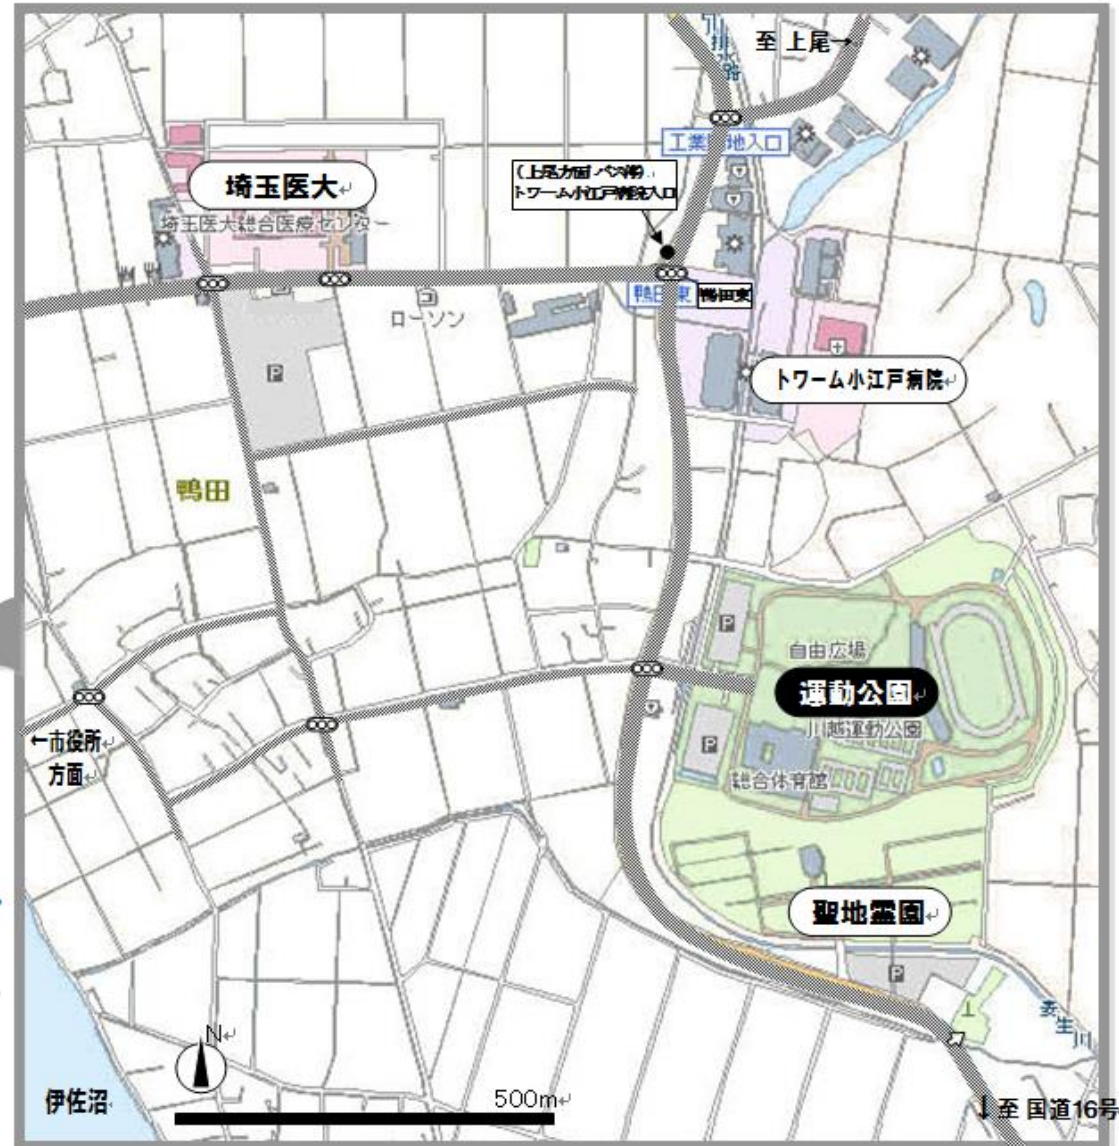 至 上尾→
工業
地入口
(上尾方面 バス停)
トワーム小江戸病院入口
埼玉医大
埼玉医大総合医療センター
鴨田東
ローソン
P
トワーム小江戸病院
鴨田
P
自由広場
運動公園
川越運動公園
←市役所
方面
P
総合体育館
聖地霊園
P
N
500m
伊佐沼
↓至 国道16号